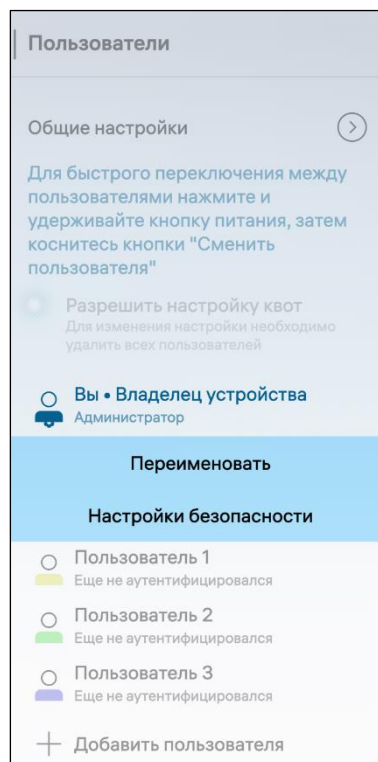 Пользователи
Общие настройки
Для быстрого переключения между
пользователями нажмите и
удерживайте кнопку питания, затем
коснитесь кнопки "Сменить
пользователя"
Разрешить настройку квот
Для изменения настройки необходимо
удалить всех пользователей
Вы • Владелец устройства
Администратор
Переименовать
Настройки безопасности
Пользователь 1
Еще не аутентифицировался
Пользователь 2
Еще не аутентифицировался
Пользователь 3
Еще не аутентифицировался
Добавить пользователя